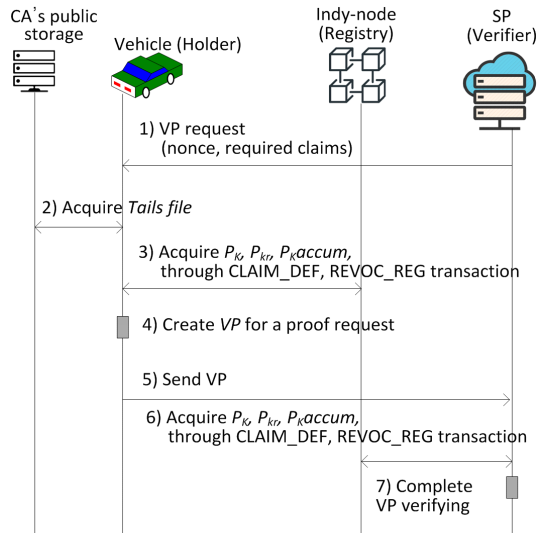 CA's public
storage
Vehicle (Holder)
Indy-node
(Registry)
SP
(Verifier)
1) VP request
(nonce, required claims)
2) Acquire Tails file
3) Acquire PK, Pkr, PKaccum,
through CLAIM_DEF, REVOC_REG transaction
4) Create VP for a proof request
5) Send VP
6) Acquire PK, Pkr, PKaccum,
through CLAIM_DEF, REVOC_REG transaction
7) Complete
VP verifying